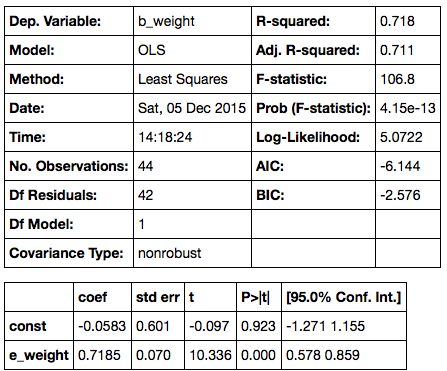 Dep. Variable: b_weight R-squared: 0.718
Model: OLS Adj. R-squared: 0.711
Method: Least Squares F-statistic: 106.8
Date: Sat, 05 Dec 2015 Prob (F-statistic): 4.15e-13
Time: 14:18:24 Log-Likelihood: 5.0722
No. Observations: 44 AIC: -6.144
Df Residuals: 42 BIC: -2.576
Df Model: 1
Covariance Type: nonrobust
coef std err t P>|t| [95.0% Conf. Int.]
const -0.0583 0.601 -0.097 0.923 -1.271 1.155
e_weight 0.7185 0.070 10.336 0.000 0.578 0.859